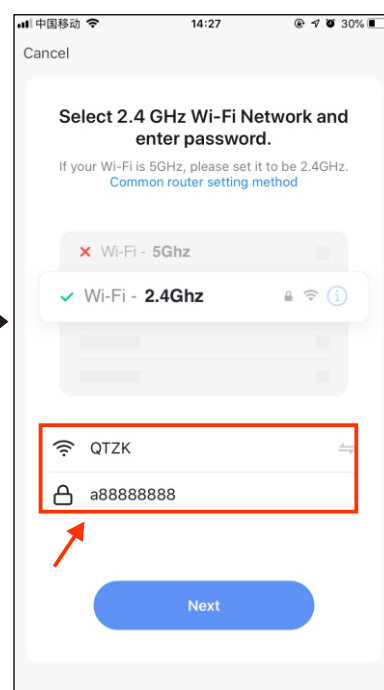 中国移动 14:27 30%
Cancel
Select 2.4 GHz Wi-Fi Network and
enter password.
If your Wi-Fi is 5GHz, please set it to be 2.4GHz.
Common router setting method
Wi-Fi - 5Ghz
Wi-Fi - 2.4Ghz
QTZK
a88888888
Next